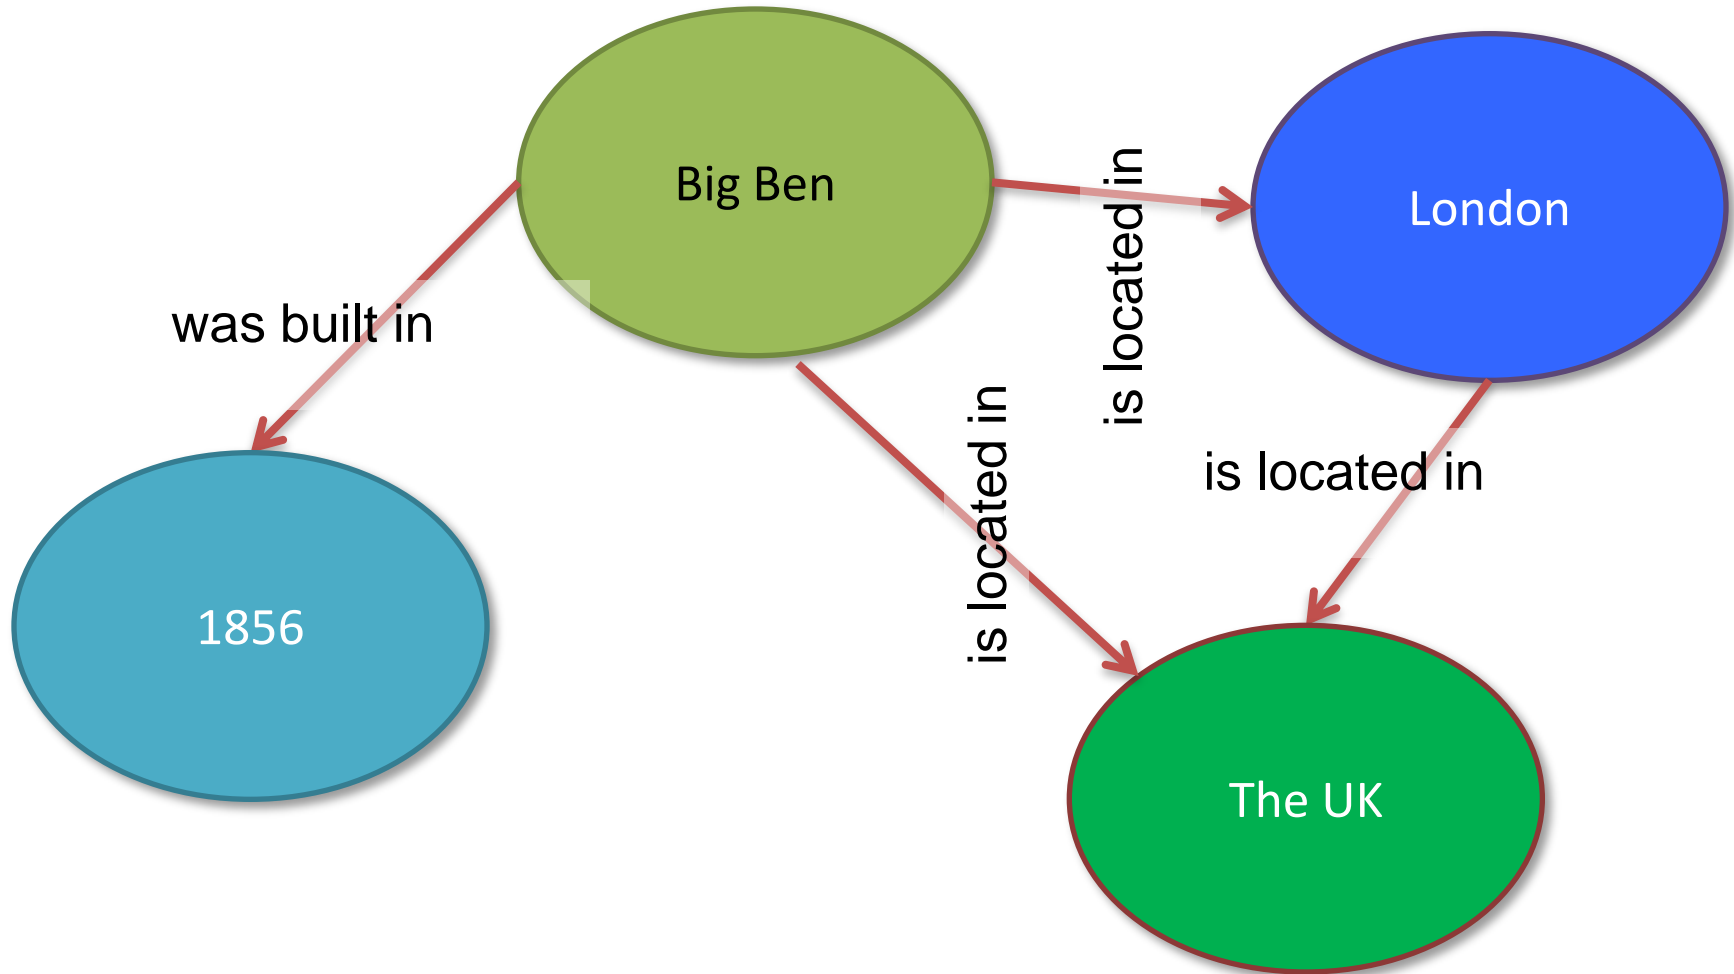 Big Ben
London
is located in
was built in
is located in
is located in
1856
The UK